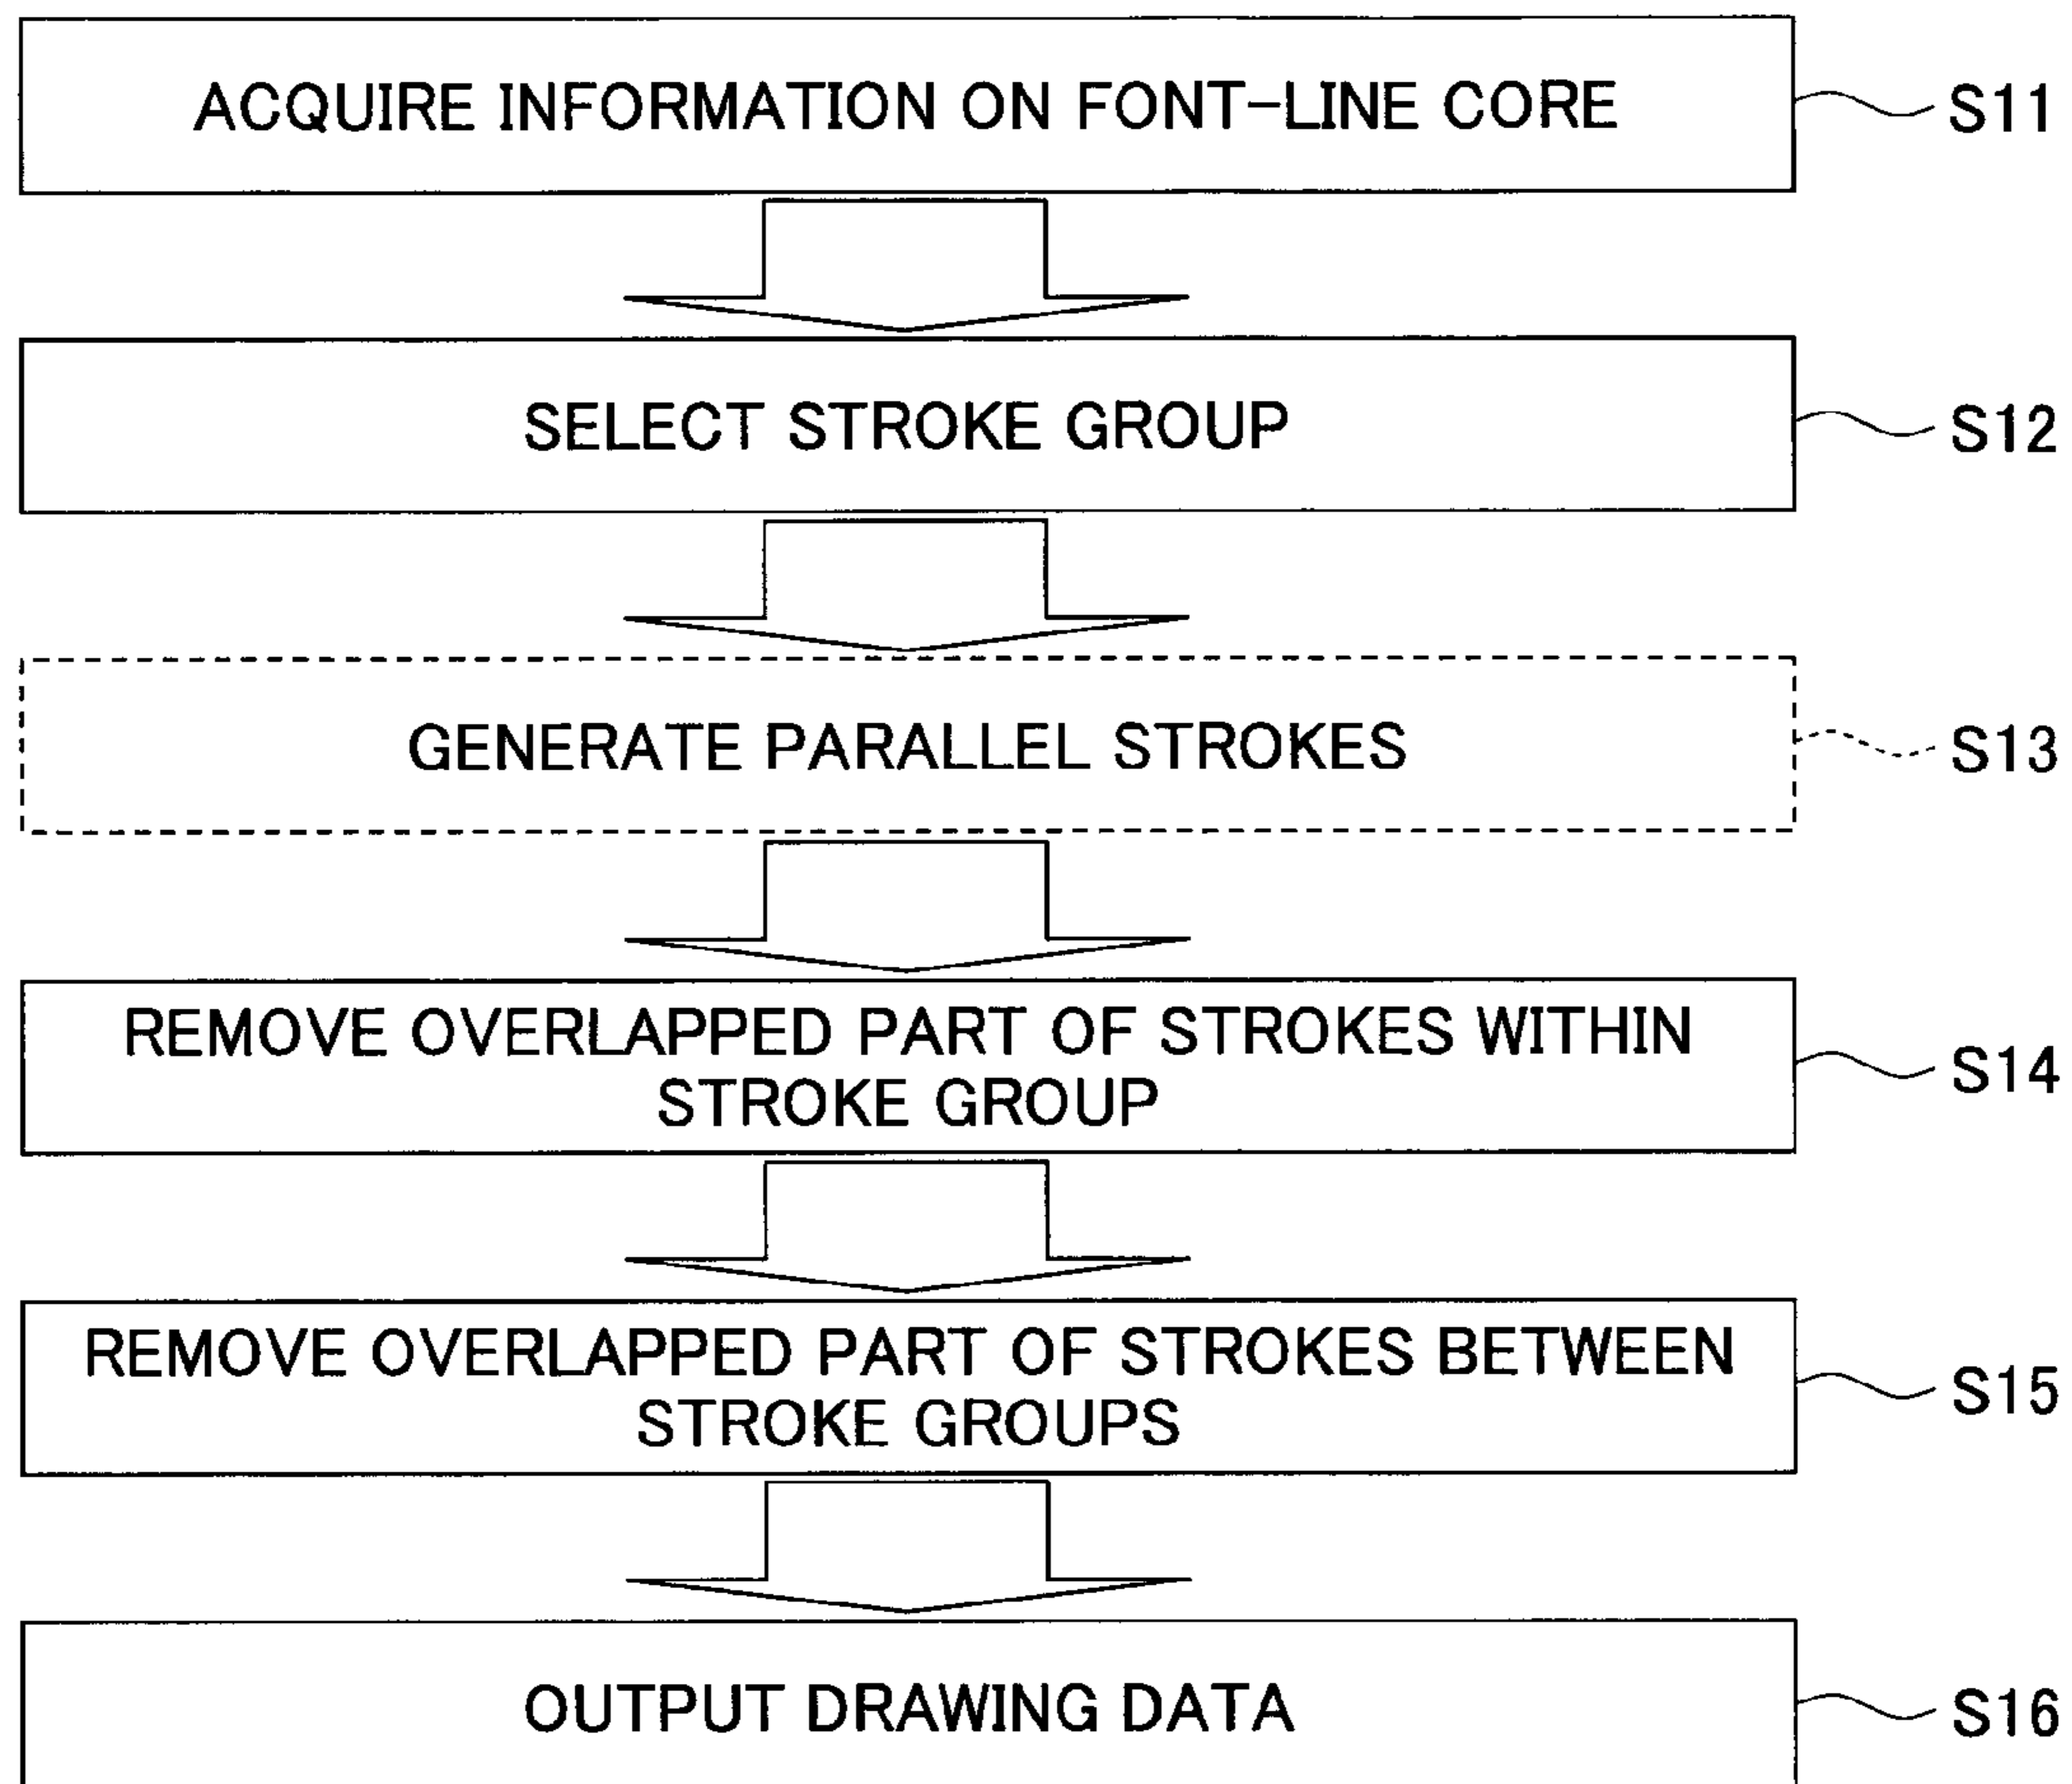 ACQUIRE INFORMATION ON FONT-LINE CORE S11
SELECT STROKE GROUP S12
GENERATE PARALLEL STROKES S13
REMOVE OVERLAPPED PART OF STROKES WITHIN
STROKE GROUP S14
REMOVE OVERLAPPED PART OF STROKES BETWEEN
STROKE GROUPS S15
OUTPUT DRAWING DATA S16